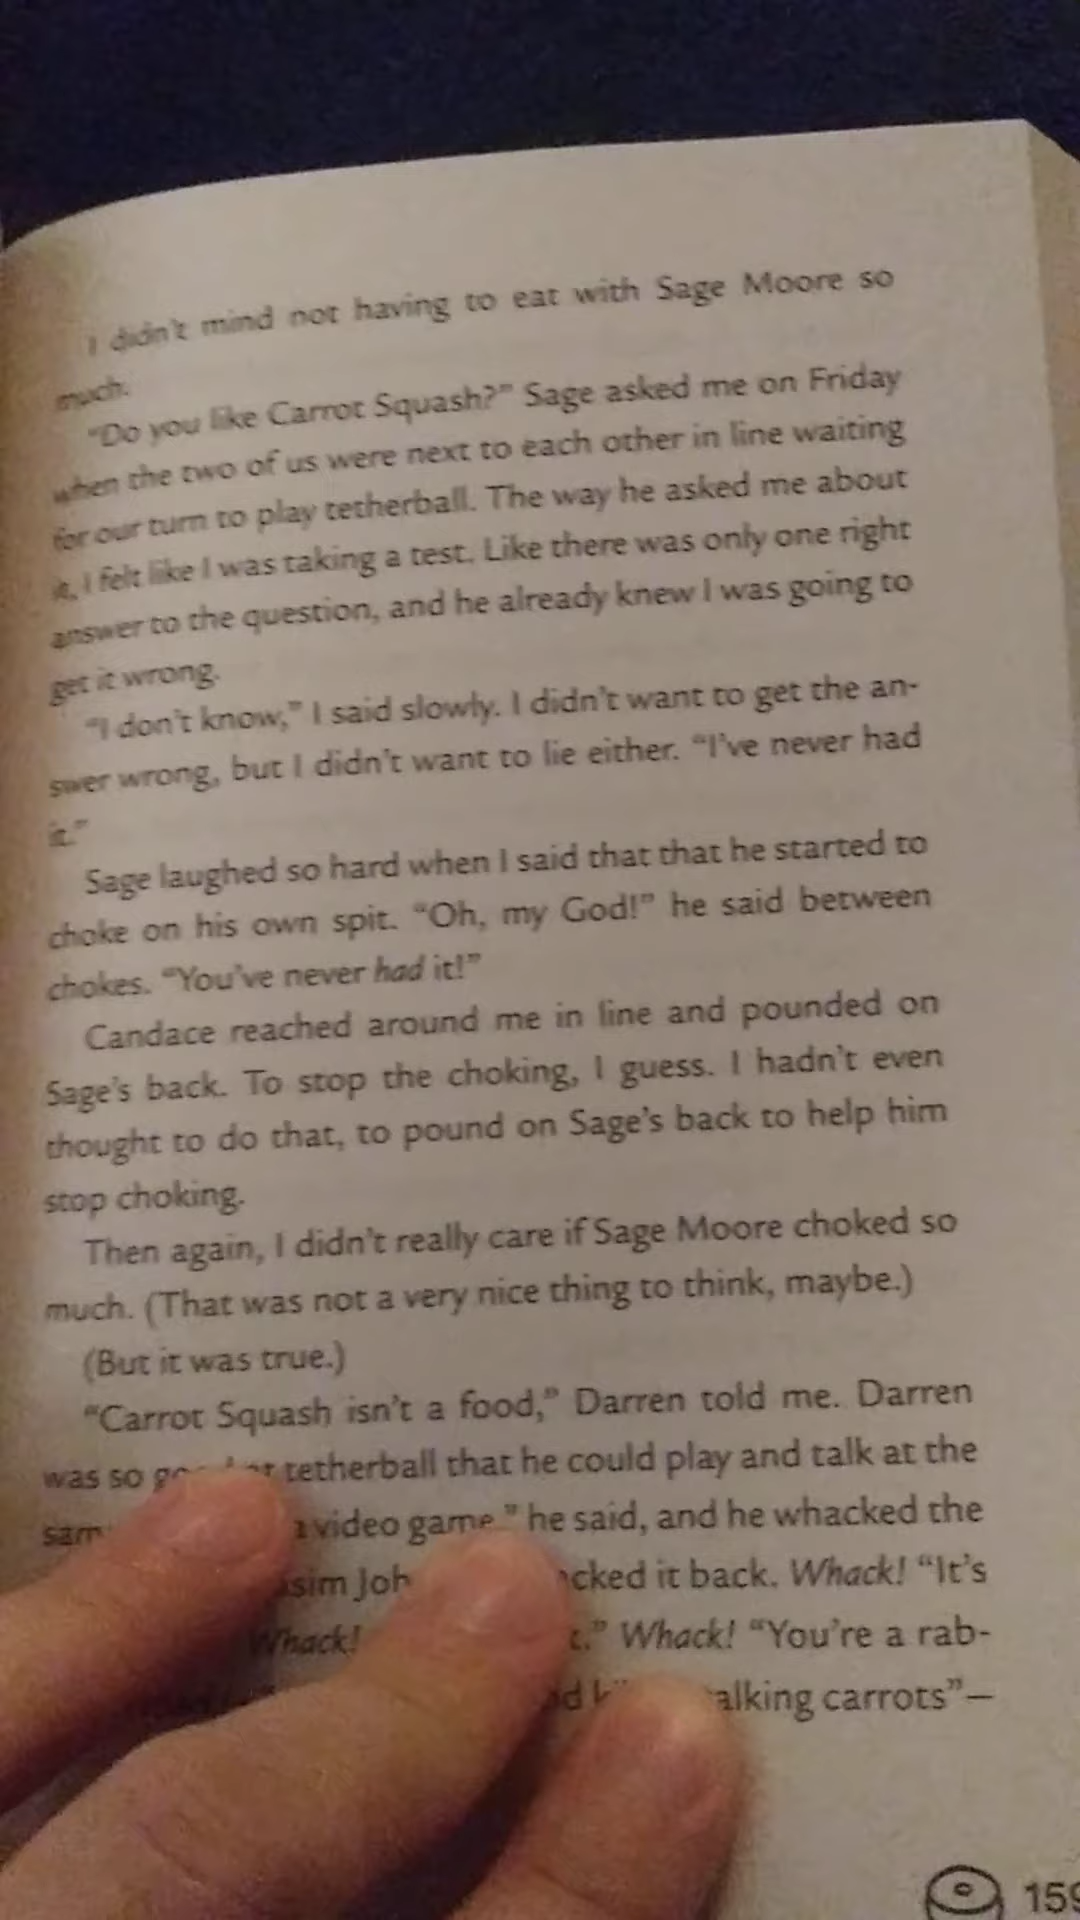 I didn't mind not having to eat with Sage Moore so
much.
"Do you like Carrot Squash?" Sage asked me on Friday
when the two of us were next to each other in line waiting
for our turn to play tetherball. The way he asked me about
it, I felt like I was taking a test. Like there was only one right
answer to the question, and he already knew I was going to
get it wrong.
"I don't know," I said slowly. I didn't want to get the an-
swer wrong, but I didn't want to lie either. "I've never had
it."
Sage laughed so hard when I said that that he started to
choke on his own spit. "Oh, my God!" he said between
chokes. "You've never had it!"
Candace reached around me in line and pounded on
Sage's back. To stop the choking, I guess. I hadn't even
thought to do that, to pound on Sage's back to help him
stop choking.
Then again, I didn't really care if Sage Moore choked so
much. (That was not a very nice thing to think, maybe.)
(But it was true.)
"Carrot Squash isn't a food," Darren told me. Darren
was so tetherball that he could play and talk at the
a video game," he said, and he whacked the
it back. Whack! "It's
Whack! Whack! "You're a rab-
carrots"—
159